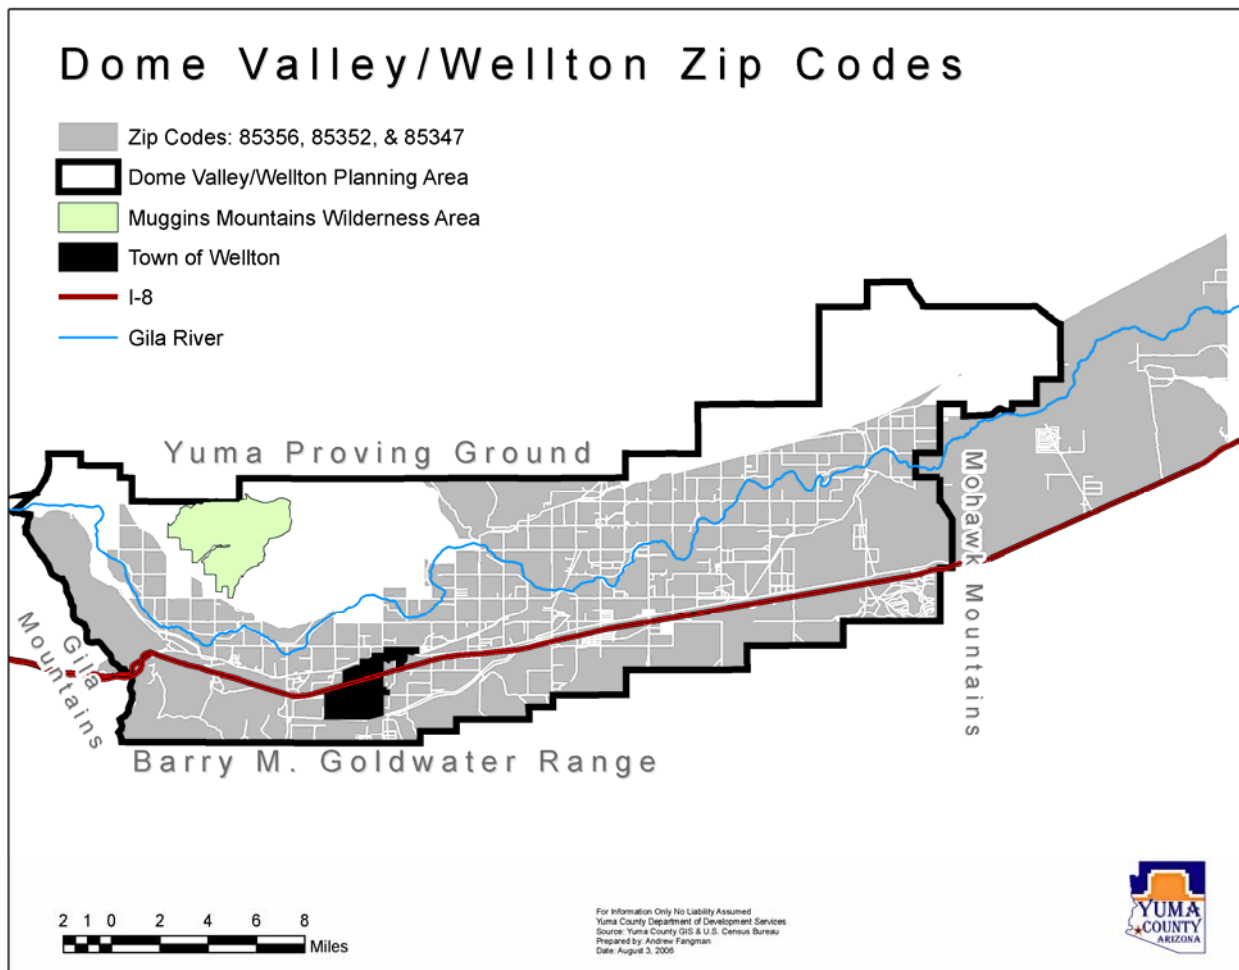 Dome Valley/Wellton Zip Codes
Zip Codes: 85356, 85352, & 85347
Dome Valley/Wellton Planning Area
Muggins Mountains Wilderness Area
Town of Wellton
I-8
Gila River
Yuma Proving Ground
Mohawk Mountains
Gila
Mountains
Barry M. Goldwater Range
2 1 0 2 4 6 8
Miles
For Information Only No Liability Assumed
Yuma County Department of Development Services
Source: Yuma County GIS & U.S. Census Bureau
Prepared by: Andrew Fangman
Date: August 3, 2006
YUMA
COUNTY
ARIZONA